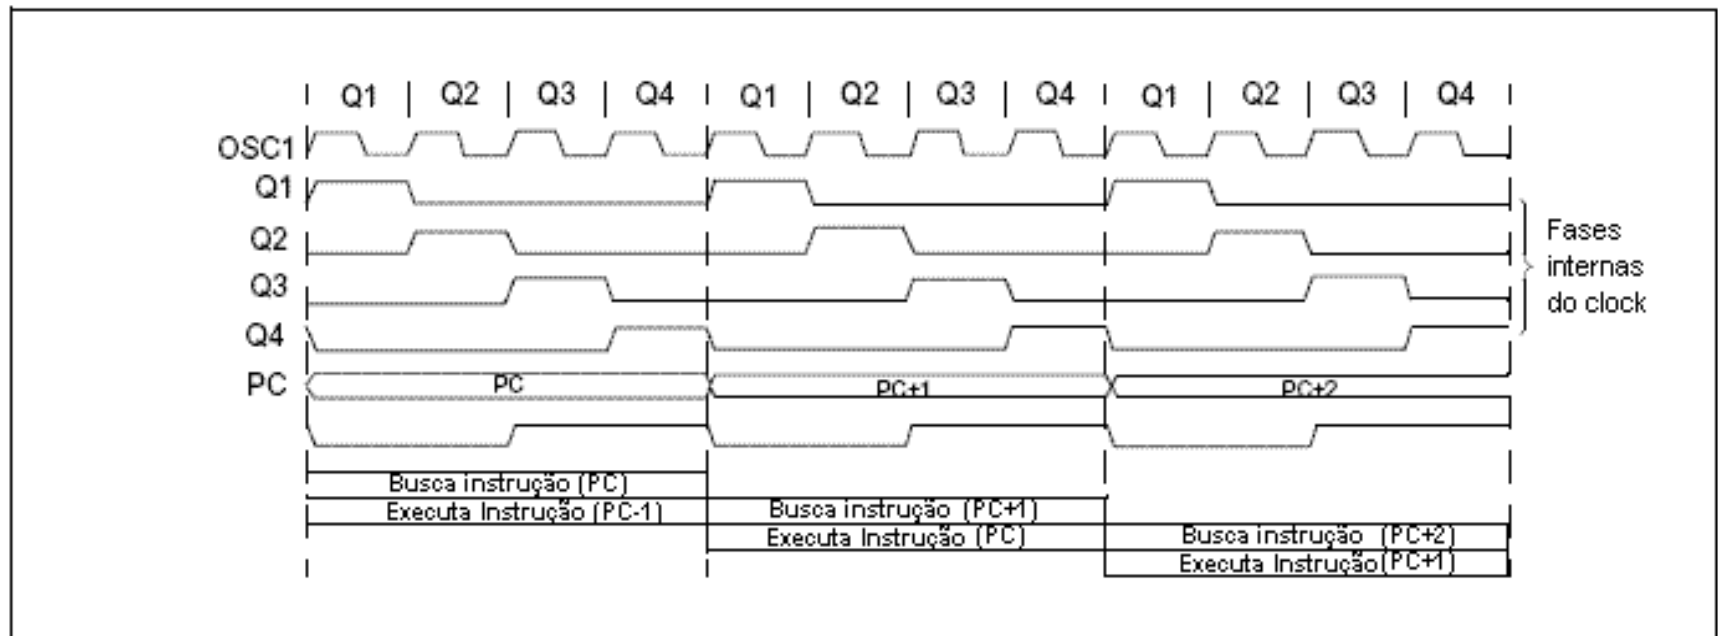 Q1 Q2 Q3 Q4 Q1 Q2 Q3 Q4 Q1 Q2 Q3 Q4
OSC1
Q1
Q2
Q3
Q4
Fases
internas
do clock
PC PC PC+1 PC+2
Busca instrução (PC)
Executa Instrução (PC-1) Busca instrução (PC+1)
Executa Instrução (PC) Busca instrução (PC+2)
Executa Instrução (PC+1)